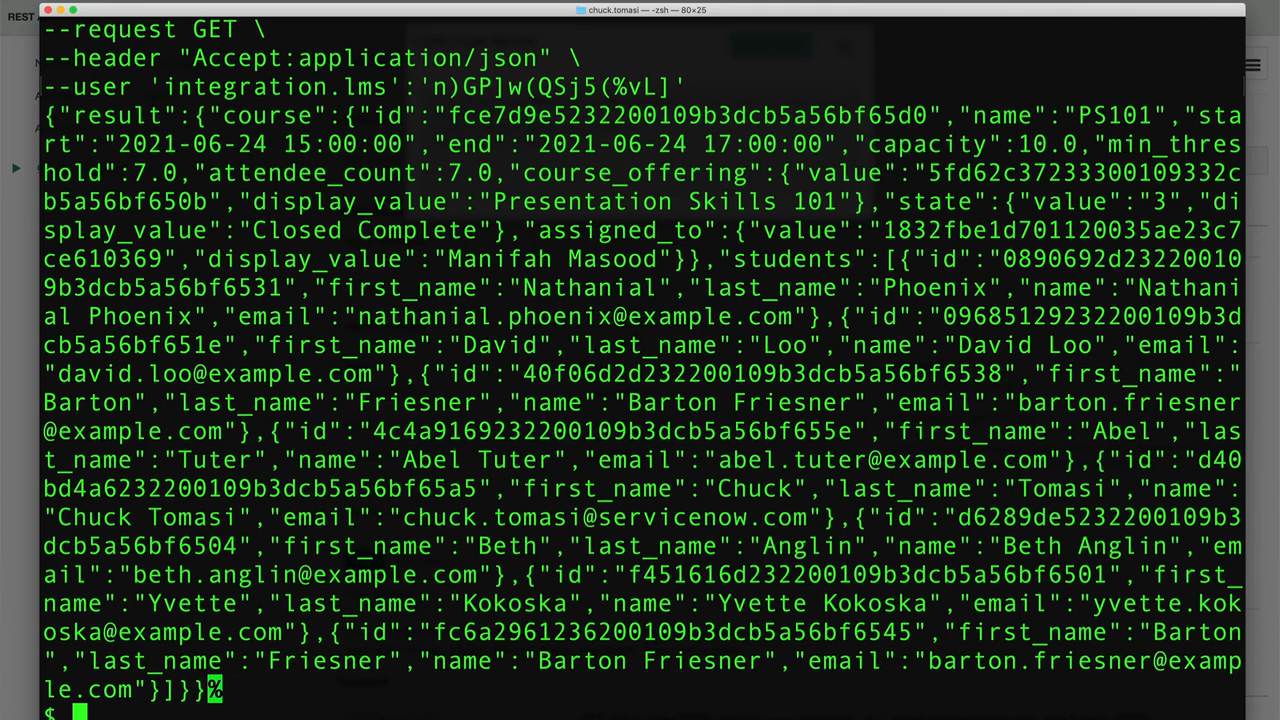 REST A
chuck.tomasi — -zsh — 80×25
--request GET \
--header "Accept:application/json" \
--user 'integration.lms':'n)GP]w(QSj5(%vL]'
{"result":{"course":{"id":"fce7d9e5232200109b3dcb5a56bf65d0","name":"PS101","sta
rt":"2021-06-24 15:00:00","end":"2021-06-24 17:00:00","capacity":10.0,"min_thres
hold":7.0,"attendee_count":7.0,"course_offering":{"value":"5fd62c37233300109332c
b5a56bf650b","display_value":"Presentation Skills 101"},"state":{"value":"3","di
splay_value":"Closed Complete"},"assigned_to":{"value":"1832fbe1d701120035ae23c7
ce610369","display_value":"Manifah Masood"}},"students":[{"id":"0890692d23220010
9b3dcb5a56bf6531","first_name":"Nathanial","last_name":"Phoenix","name":"Nathani
al Phoenix","email":"nathanial.phoenix@example.com"},{"id":"09685129232200109b3d
cb5a56bf651e","first_name":"David","last_name":"Loo","name":"David Loo","email":
"david.loo@example.com"},{"id":"40f06d2d232200109b3dcb5a56bf6538","first_name":"
Barton","last_name":"Friesner","name":"Barton Friesner","email":"barton.friesner
@example.com"},{"id":"4c4a9169232200109b3dcb5a56bf655e","first_name":"Abel","las
t_name":"Tuter","name":"Abel Tuter","email":"abel.tuter@example.com"},{"id":"d40
bd4a6232200109b3dcb5a56bf65a5","first_name":"Chuck","last_name":"Tomasi","name":
"Chuck Tomasi","email":"chuck.tomasi@servicenow.com"},{"id":"d6289de5232200109b3
dcb5a56bf6504","first_name":"Beth","last_name":"Anglin","name":"Beth Anglin","em
ail":"beth.anglin@example.com"},{"id":"f451616d232200109b3dcb5a56bf6501","first_
name":"Yvette","last_name":"Kokoska","name":"Yvette Kokoska","email":"yvette.kok
oska@example.com"},{"id":"fc6a2961236200109b3dcb5a56bf6545","first_name":"Barton
","last_name":"Friesner","name":"Barton Friesner","email":"barton.friesner@examp
le.com"}]}}%
$